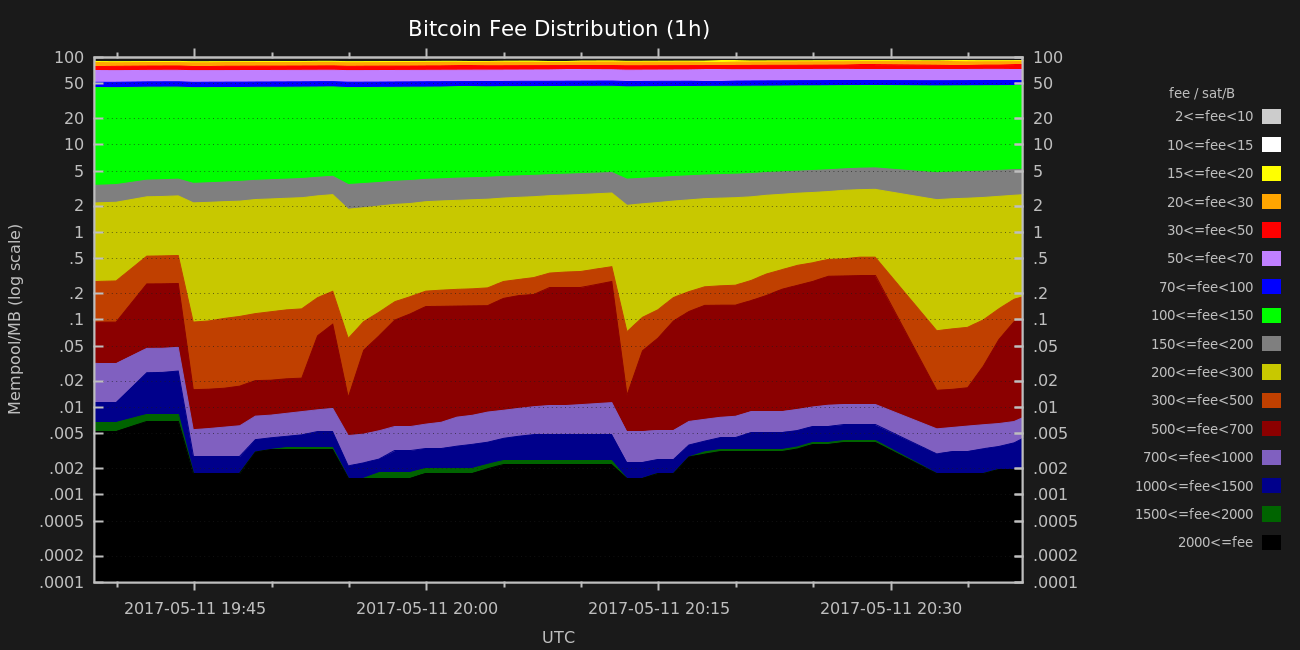 Bitcoin Fee Distribution (1h)
Mempool/MB (log scale)
100 100
50 50
20 20
10 10
5 5
2 2
1 1
.5 .5
.2 .2
.1 .1
.05 .05
.02 .02
.01 .01
.005 .005
.002 .002
.001 .001
.0005 .0005
.0002 .0002
.0001 .0001
2017-05-11 19:45 2017-05-11 20:00 2017-05-11 20:15 2017-05-11 20:30
UTC
fee / sat/B
2<=fee<10
10<=fee<15
15<=fee<20
20<=fee<30
30<=fee<50
50<=fee<70
70<=fee<100
100<=fee<150
150<=fee<200
200<=fee<300
300<=fee<500
500<=fee<700
700<=fee<1000
1000<=fee<1500
1500<=fee<2000
2000<=fee